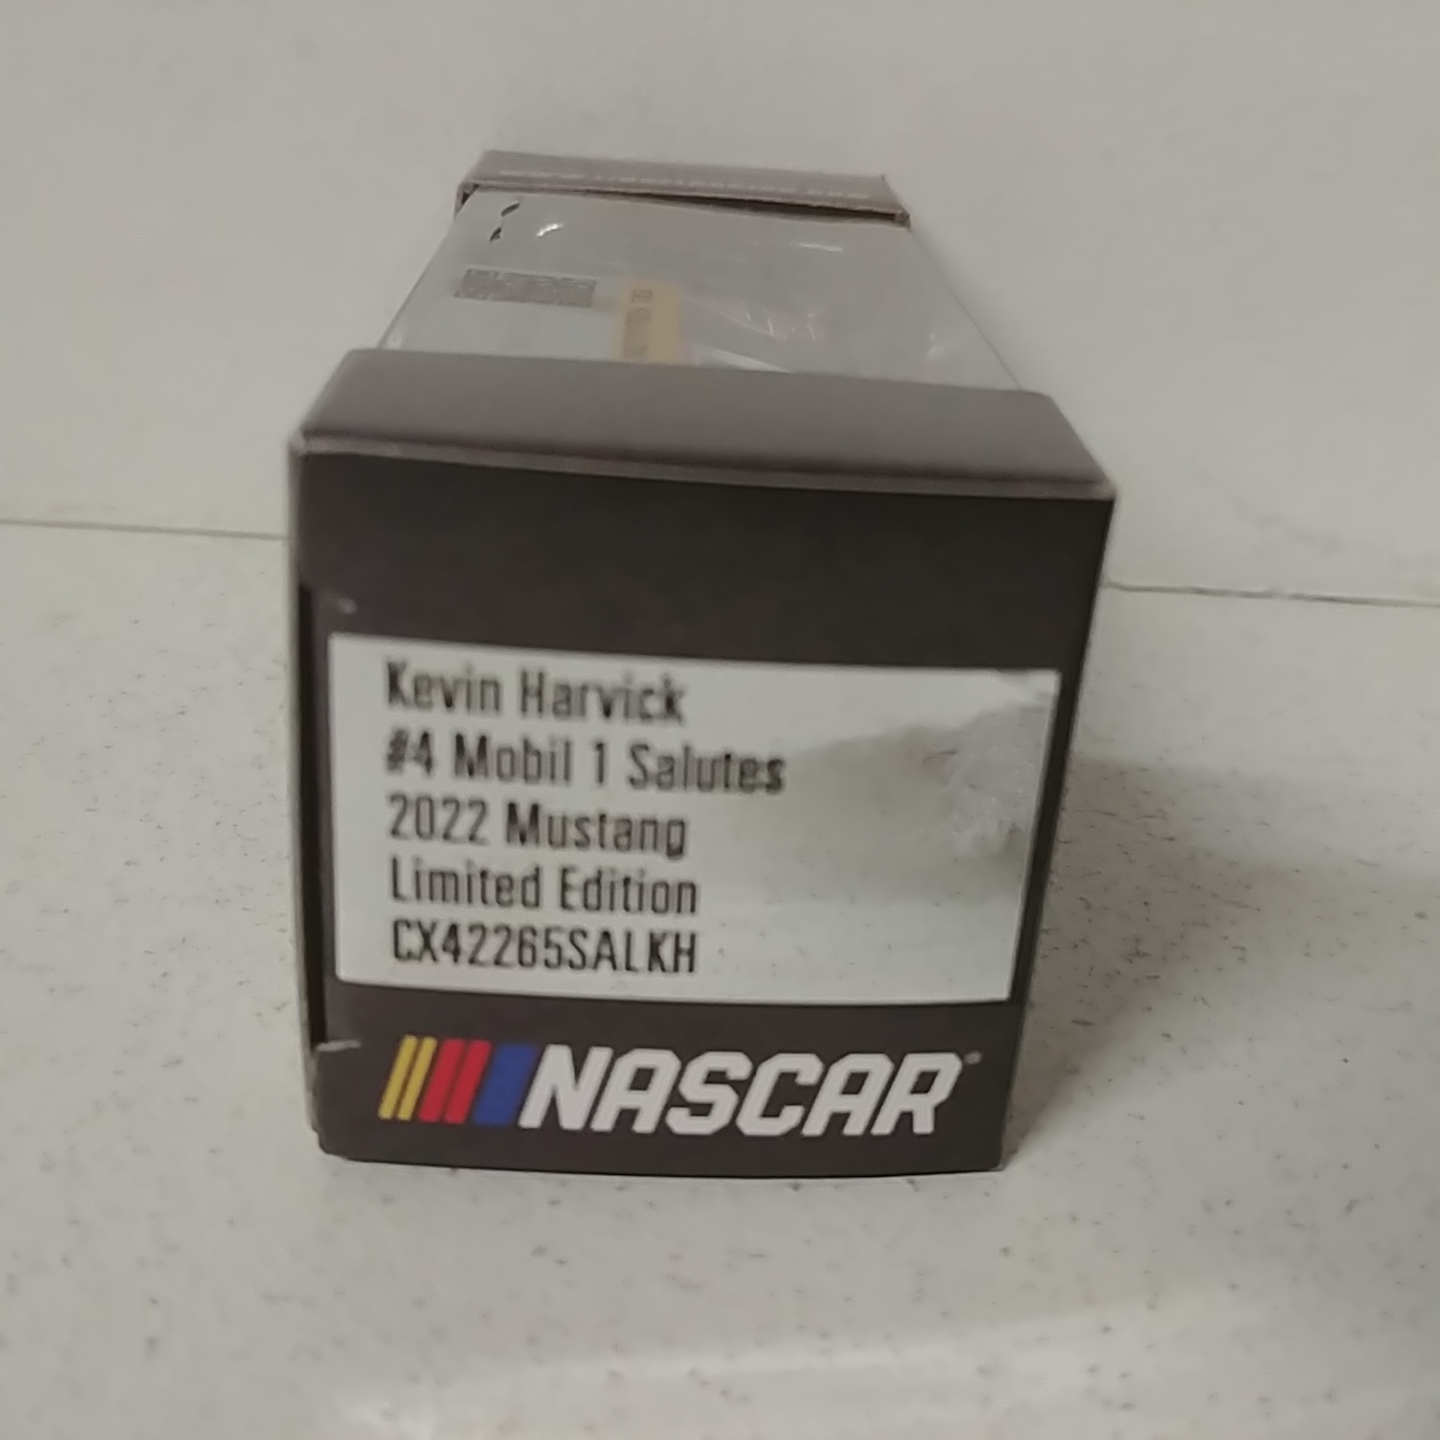 Kevin Harvick
#4 Mobil 1 Salutes
2022 Mustang
Limited Edition
CX42265SALKH
NASCAR